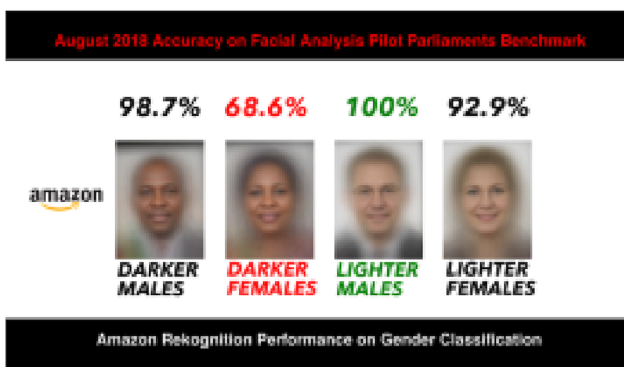 August 2018 Accuracy on Facial Analysis Pilot Parliaments Benchmark
98.7% 68.6% 100% 92.9%
amazon
DARKER MALES
DARKER FEMALES
LIGHTER MALES
LIGHTER FEMALES
Amazon Rekognition Performance on Gender Classification